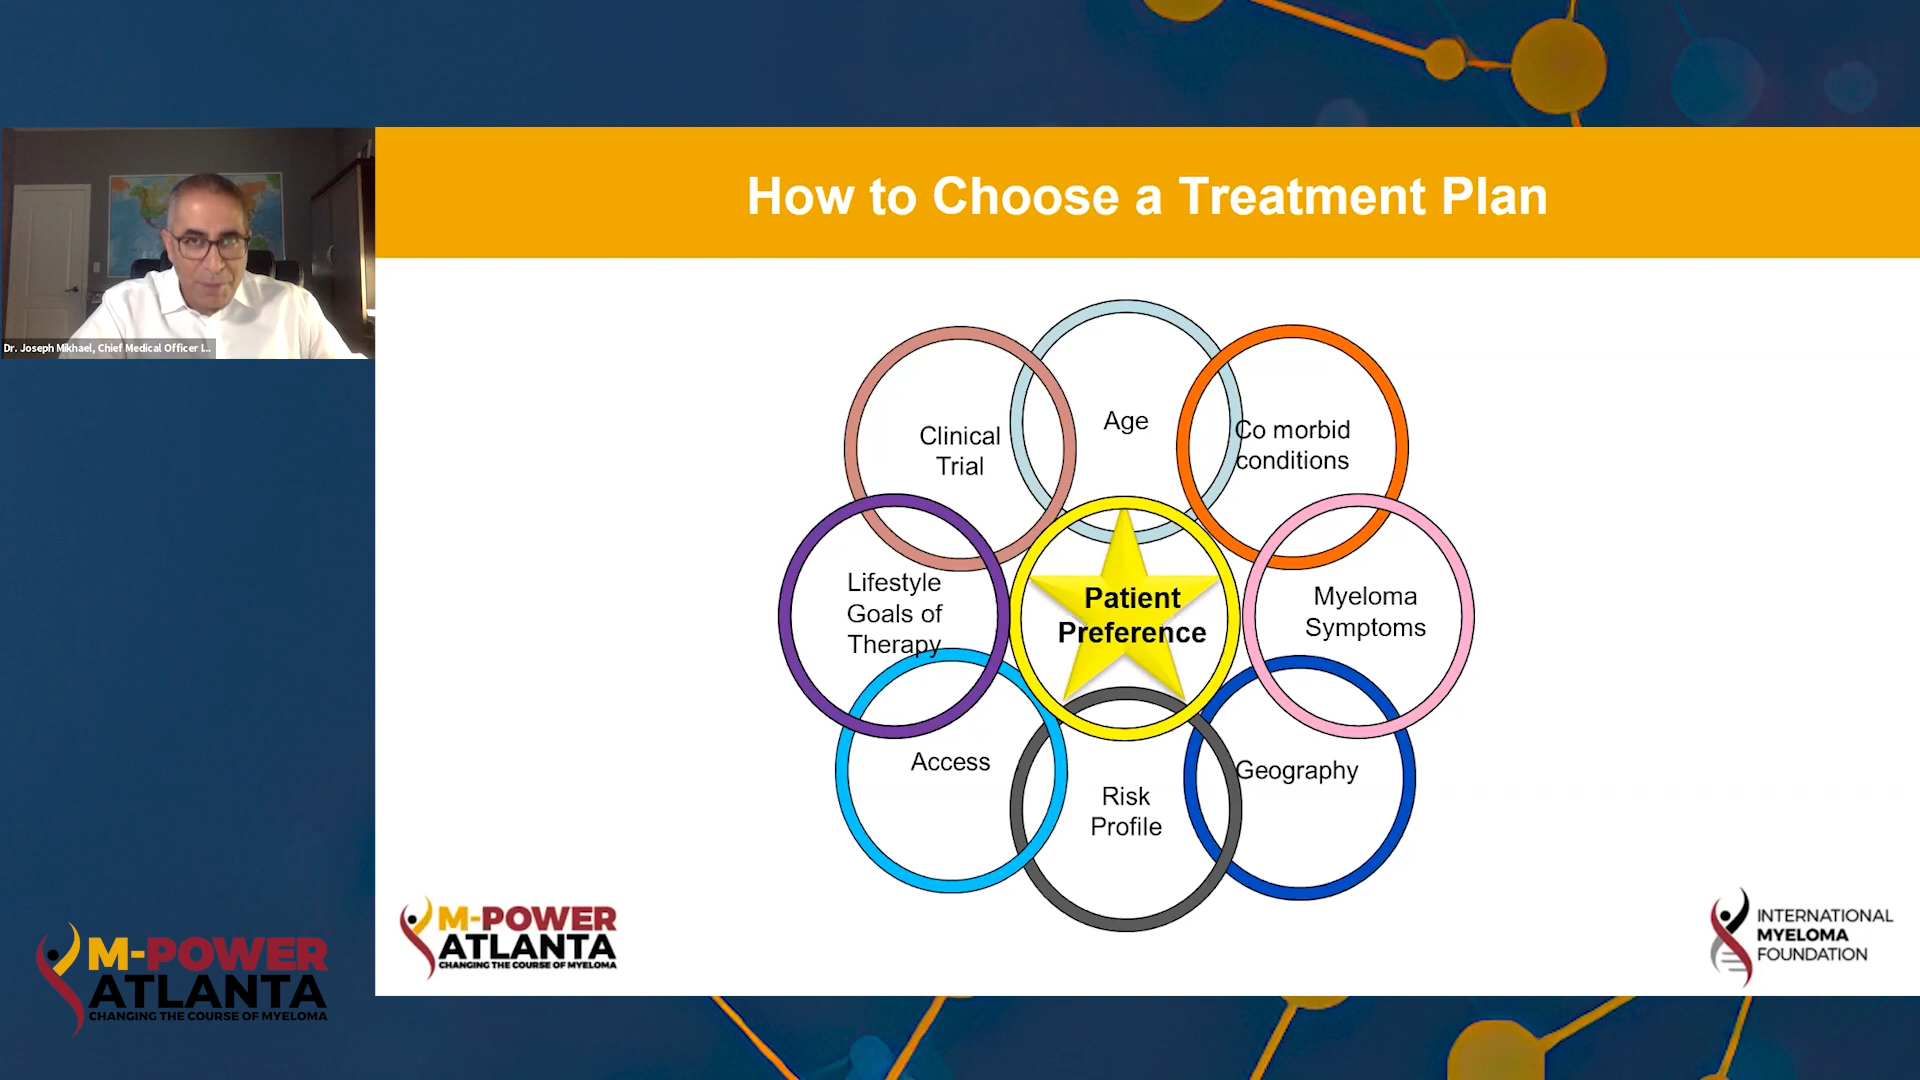 How to Choose a Treatment Plan
Dr. Joseph Mikhael, Chief Medical Officer I...
Age
Clinical
Trial
Co morbid
conditions
Lifestyle
Goals of
Therapy
Patient
Preference
Myeloma
Symptoms
Access
Risk
Profile
Geography
M-POWER
ATLANTA
CHANGING THE COURSE OF MYELOMA
INTERNATIONAL
MYELOMA
FOUNDATION
M-POWER
ATLANTA
CHANGING THE COURSE OF MYELOMA